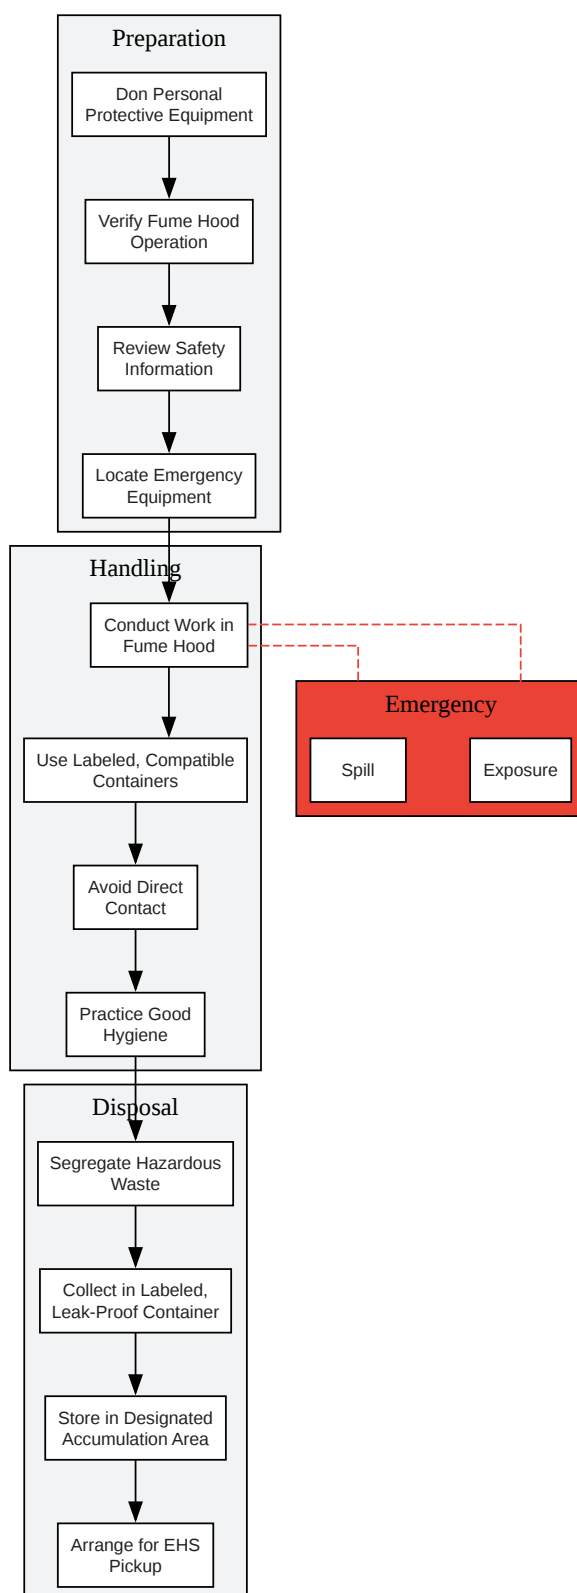 Preparation
Don Personal
Protective Equipment
Verify Fume Hood
Operation
Review Safety
Information
Locate Emergency
Equipment
Handling
Conduct Work in
Fume Hood
Emergency
Use Labeled, Compatible
Containers
Spill
Exposure
Avoid Direct
Contact
Practice Good
Hygiene
Disposal
Segregate Hazardous
Waste
Collect in Labeled,
Leak-Proof Container
Store in Designated
Accumulation Area
Arrange for EHS
Pickup